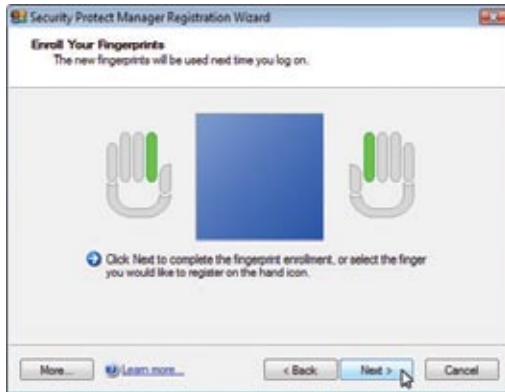 Security Protect Manager Registration Wizard
Enroll Your Fingerprints
The new fingerprints will be used next time you log on.
Click Next to complete the fingerprint enrollment, or select the finger
you would like to register on the hand icon.
More... Learn more... < Back Next > Cancel